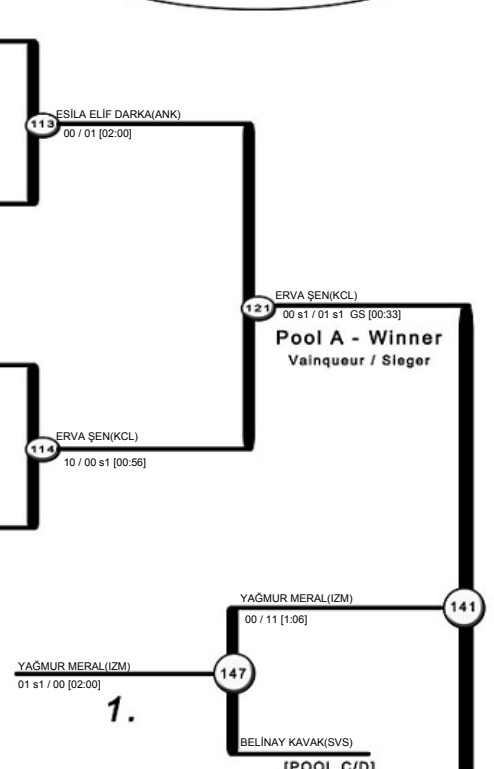 ESİLA ELİF DARKA(ANK)
113
00 / 01 [02:00]
ERVA ŞEN(KCL)
121
00 s1 / 01 s1 GS [00:33]
Pool A - Winner
Vainqueur / Sieger
ERVA ŞEN(KCL)
114
10 / 00 s1 [00:56]
YAĞMUR MERAL(IZM)
141
00 / 11 [1:06]
YAĞMUR MERAL(IZM)
147
01 s1 / 00 [02:00]
1.
BELİNAY KAVAK(SVS)
[POOL C/D]